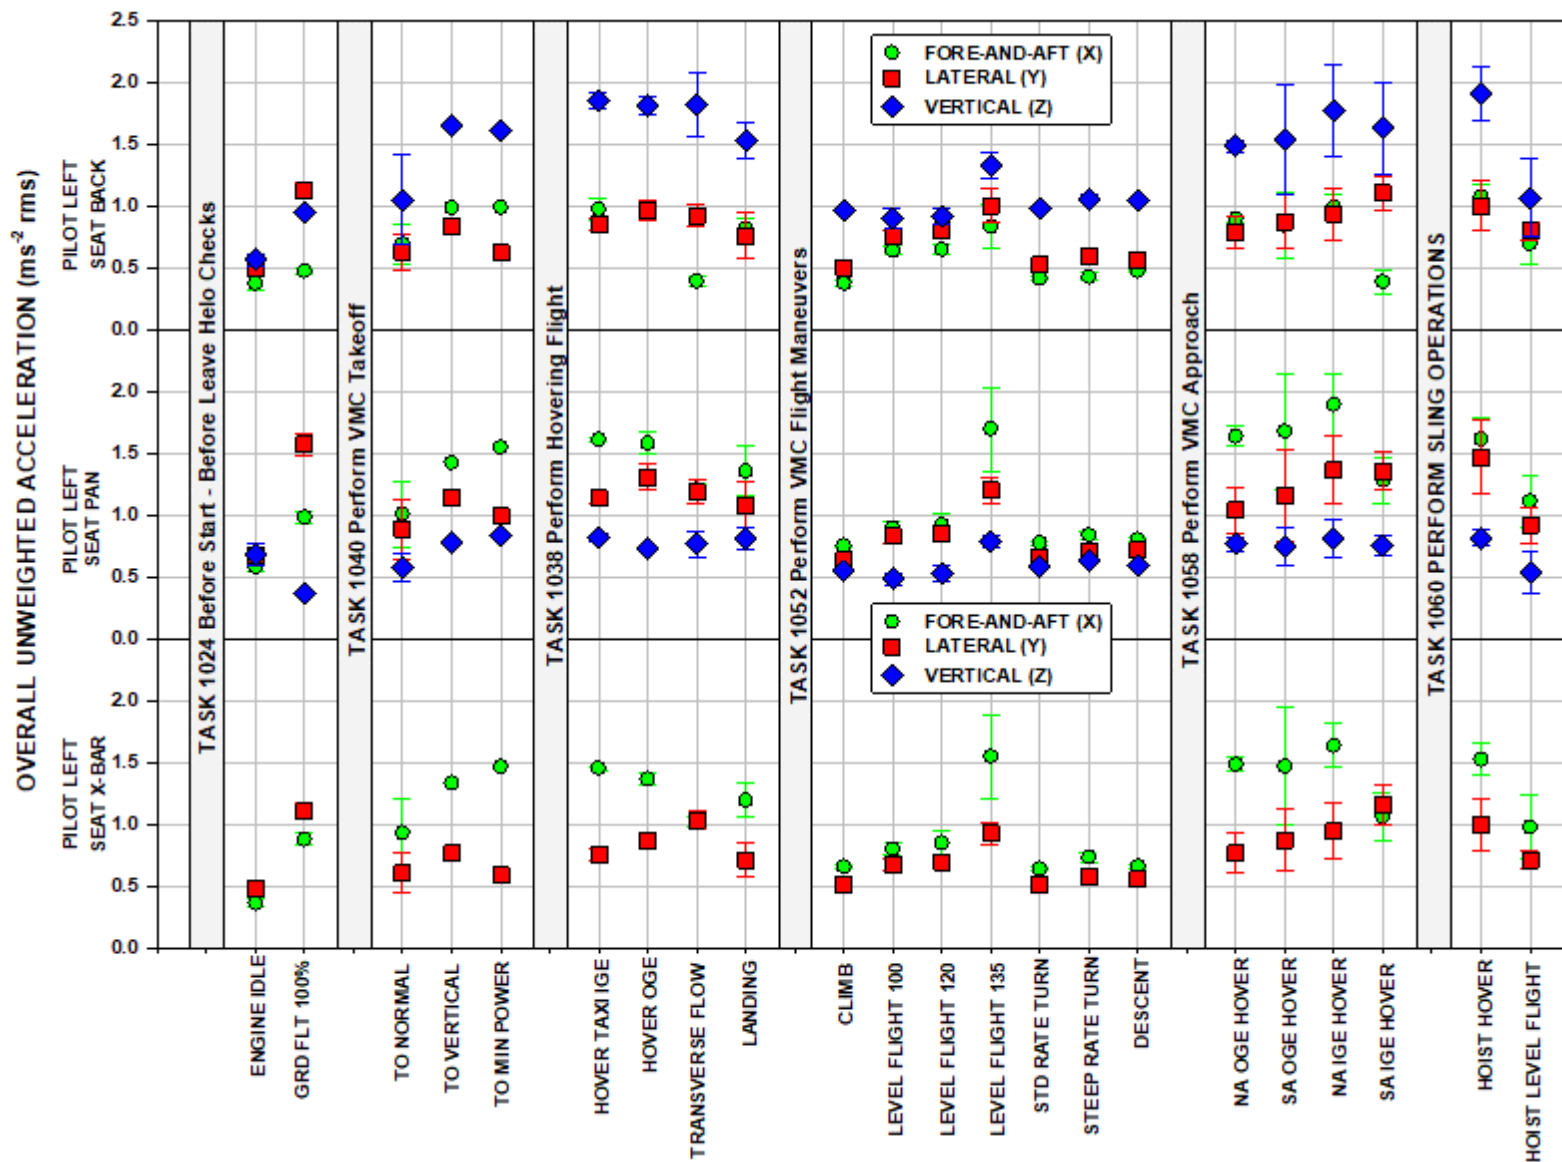 OVERALL UNWEIGHTED ACCELERATION (ms-2 rms)
PILOT LEFT
SEAT BACK
PILOT LEFT
SEAT PAN
PILOT LEFT
SEAT X-BAR
2.5
2.0
1.5
1.0
0.5
0.0
2.0
1.5
1.0
0.5
0.0
2.0
1.5
1.0
0.5
0.0
TASK 1024 Before Start - Before Leave Helo Checks
TASK 1040 Perform VMC Takeoff
TASK 1038 Perform Hovering Flight
TASK 1052 Perform VMC Flight Maneuvers
TASK 1058 Perform VMC Approach
TASK 1060 PERFORM SLING OPERATIONS
FORE-AND-AFT (X)
LATERAL (Y)
VERTICAL (Z)
FORE-AND-AFT (X)
LATERAL (Y)
VERTICAL (Z)
ENGINE IDLE
GRD FLT 100%
TO NORMAL
TO VERTICAL
TO MIN POWER
HOVER TAXI IGE
HOVER OGE
TRANSVERSE FLOW
LANDING
CLIMB
LEVEL FLIGHT 100
LEVEL FLIGHT 120
LEVEL FLIGHT 135
STD RATE TURN
STEEP RATE TURN
DESCENT
NA OGE HOVER
SA OGE HOVER
NA IGE HOVER
SA IGE HOVER
HOIST HOVER
HOIST LEVEL FLIGHT